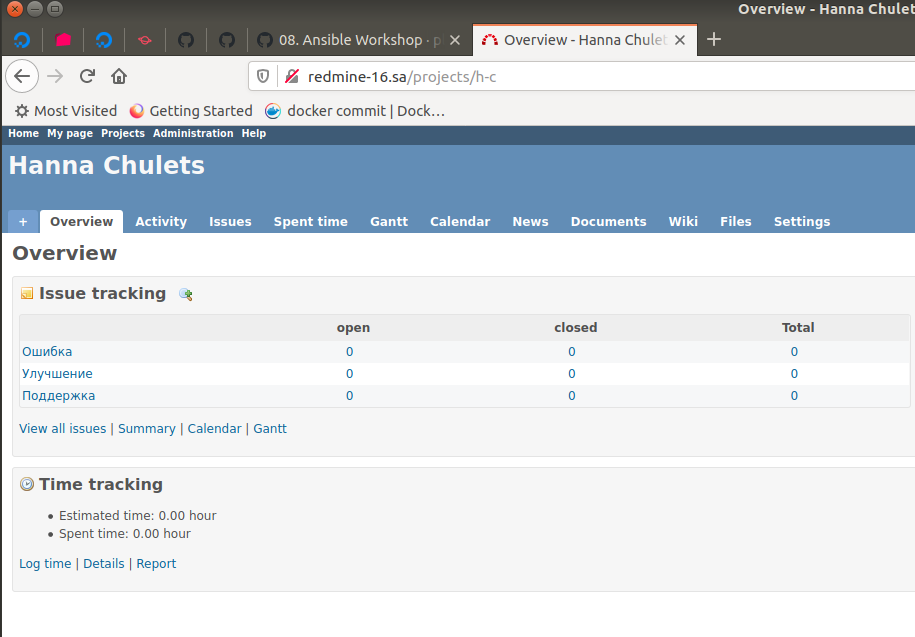 Overview - Hanna Chulet
08. Ansible Workshop · p
Overview - Hanna Chulet
redmine-16.sa/projects/h-c
Most Visited Getting Started docker commit | Dock…
Home My page Projects Administration Help
Hanna Chulets
+ Overview Activity Issues Spent time Gantt Calendar News Documents Wiki Files Settings
Overview
Issue tracking
open closed Total
Ошибка 0 0 0
Улучшение 0 0 0
Поддержка 0 0 0
View all issues | Summary | Calendar | Gantt
Time tracking
• Estimated time: 0.00 hour
• Spent time: 0.00 hour
Log time | Details | Report